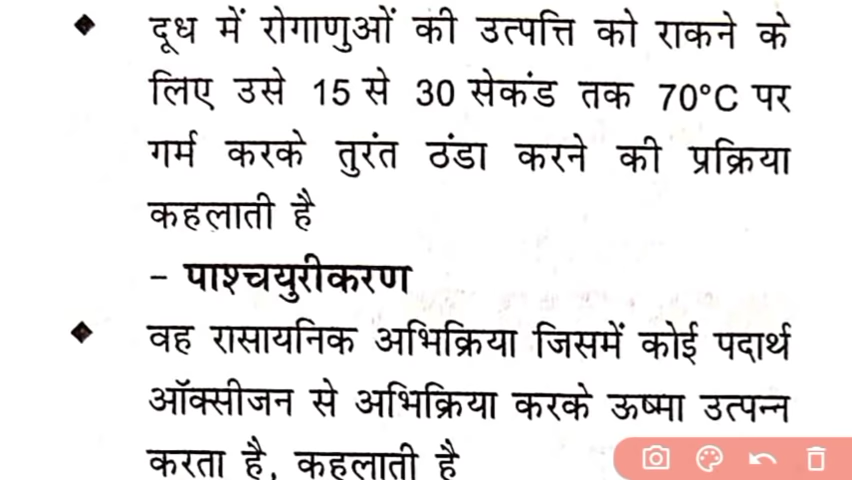 ◆ दूध में रोगाणुओं की उत्पत्ति को राकने के
लिए उसे 15 से 30 सेकंड तक 70°C पर
गर्म करके तुरंत ठंडा करने की प्रक्रिया
कहलाती है
– पाश्चयुरीकरण
◆ वह रासायनिक अभिक्रिया जिसमें कोई पदार्थ
ऑक्सीजन से अभिक्रिया करके ऊष्मा उत्पन्न
करता है, कहलाती है